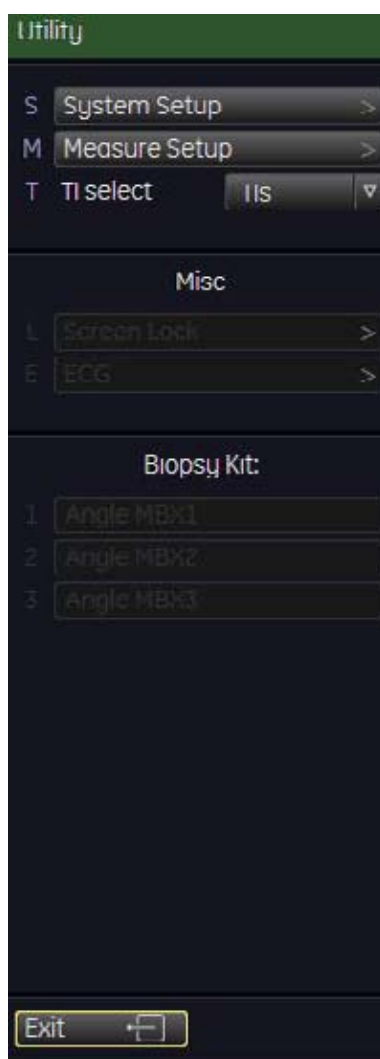 Utility
S System Setup >
M Measure Setup >
T TI select TIs
Misc
L Screen Lock >
E ECG >
Biopsy Kit:
1 Angle MBX1
2 Angle MBX2
3 Angle MBX3
Exit